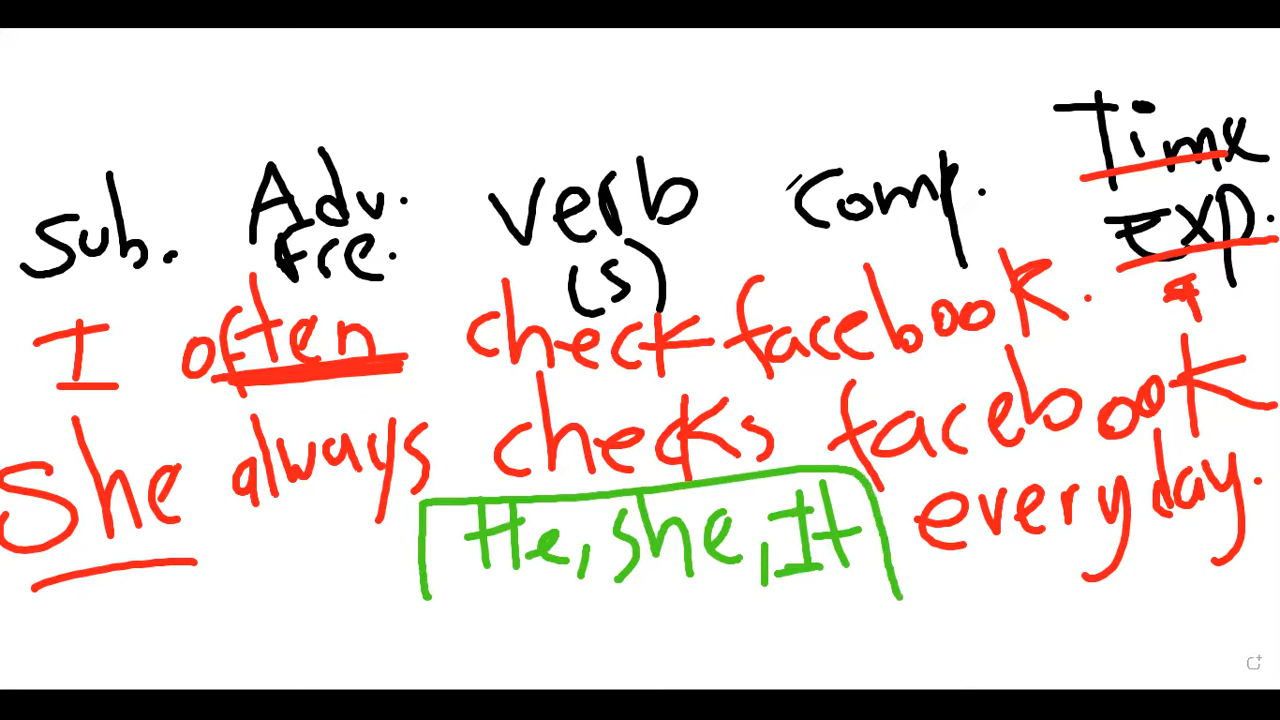 Sub. Adv. Fre. verb (s) Comp. Time exp.
I often check facebook.
She always checks facebook everyday.
He, she, It